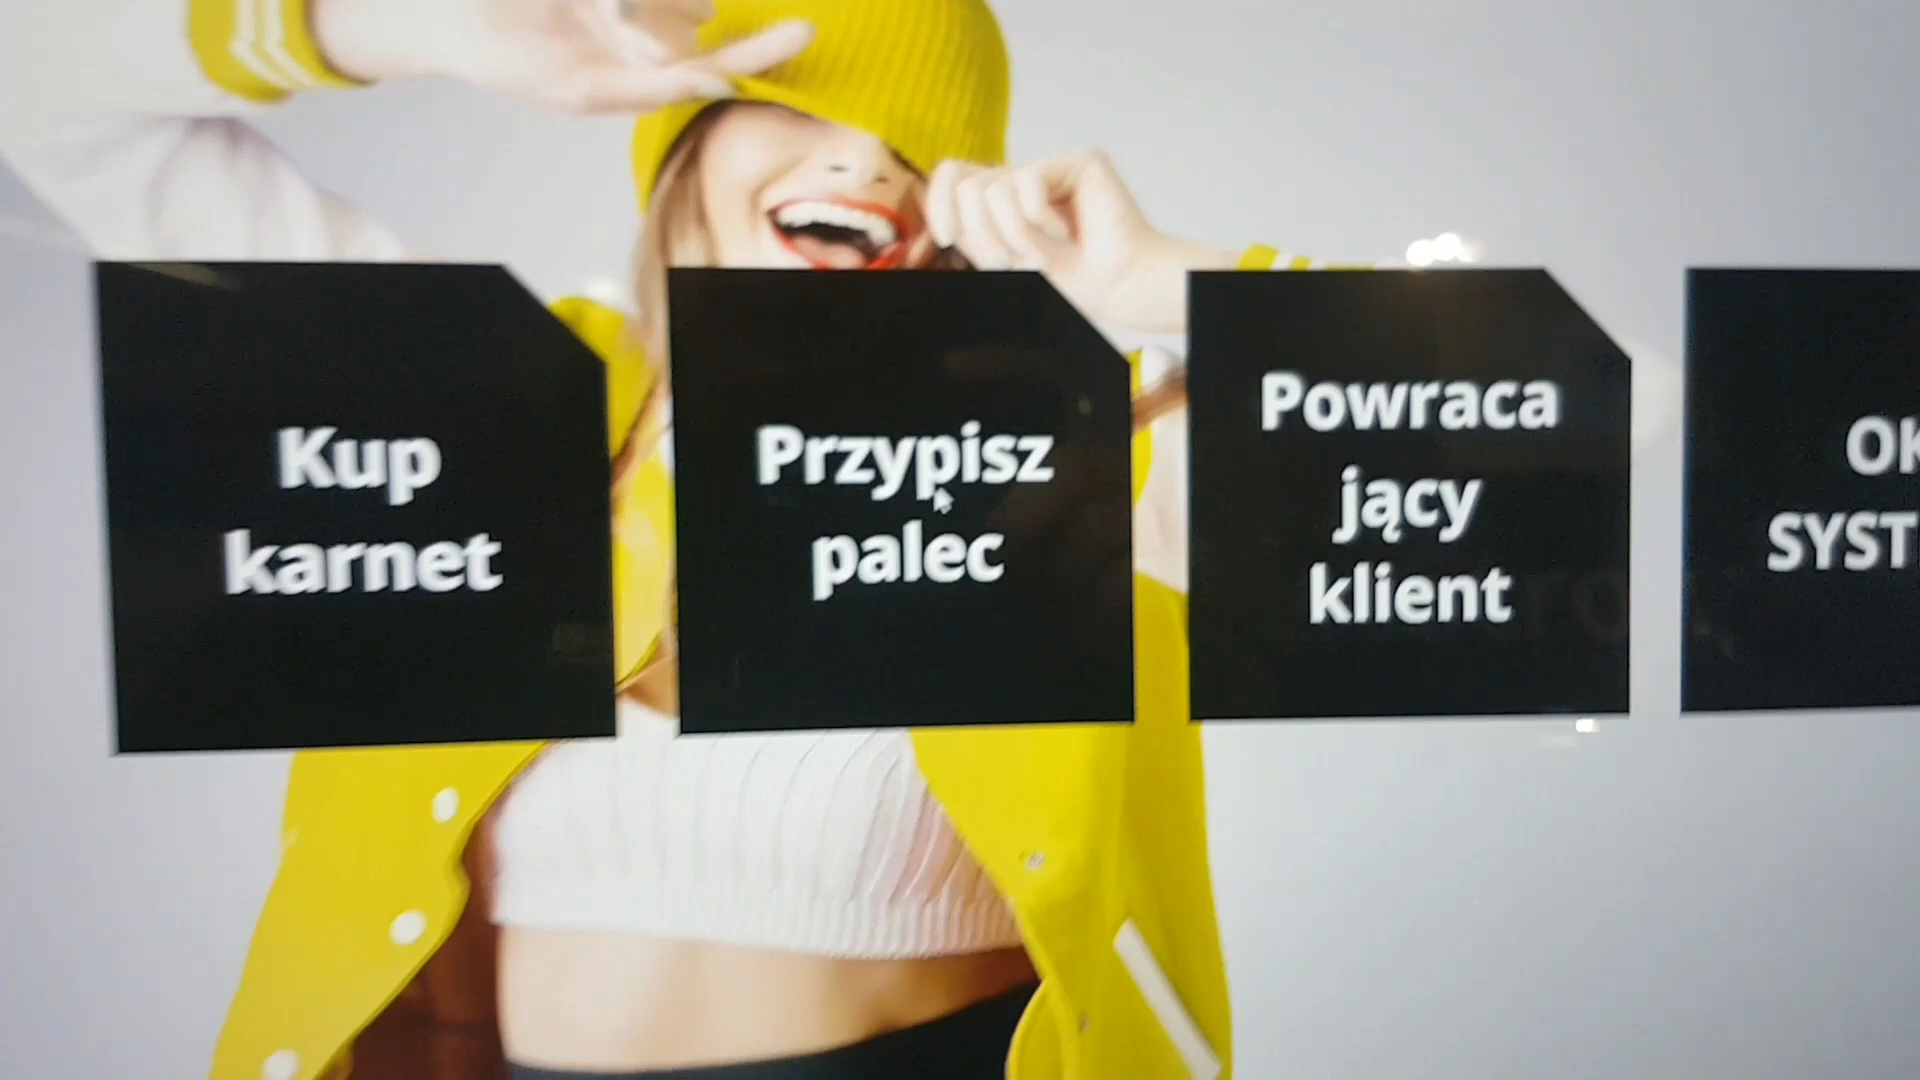 Kup
karnet
Przypisz
palec
Powraca
jący
klient